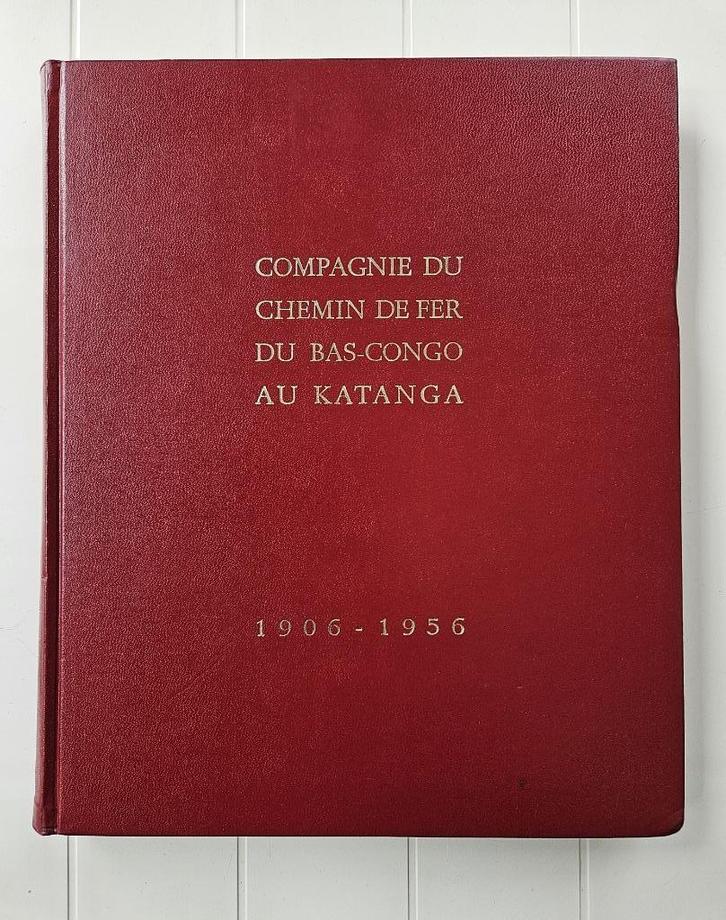 COMPAGNIE DU
CHEMIN DE FER
DU BAS-CONGO
AU KATANGA
1906-1956